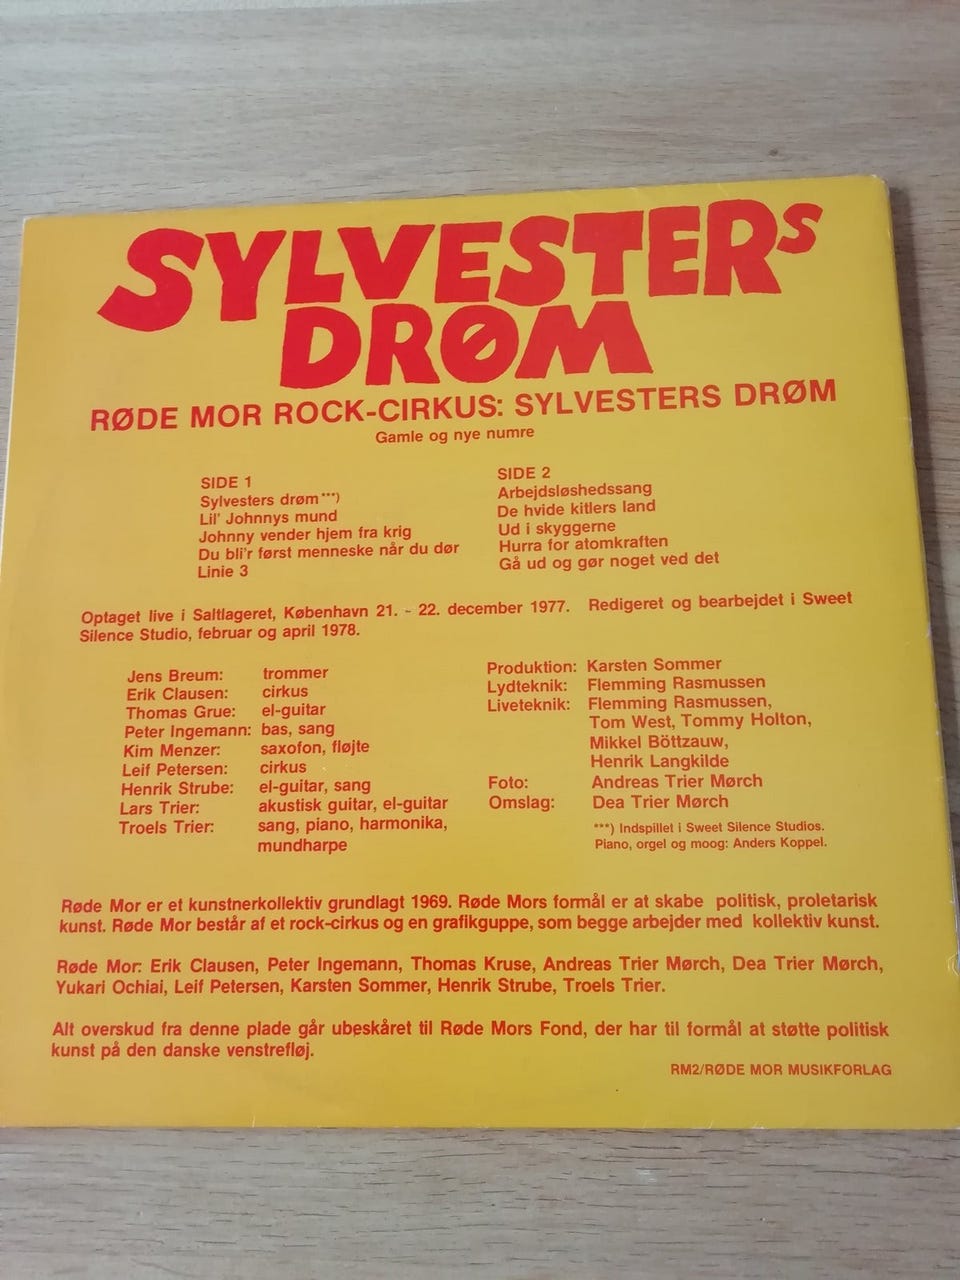 SYLVESTERS
DRØM
RØDE MOR ROCK-CIRKUS: SYLVESTERS DRØM
Gamle og nye numre
SIDE 1
Sylvesters drøm ***)
Lil' Johnnys mund
Johnny vender hjem fra krig
Du bli'r først menneske når du dør
Linie 3
SIDE 2
Arbejdsløshedssang
De hvide kitlers land
Ud i skyggerne
Hurra for atomkraften
Gå ud og gør noget ved det
Optaget live i Saltlageret, København 21. - 22. december 1977. Redigeret og bearbejdet i Sweet
Silence Studio, februar og april 1978.
Jens Breum: trommer
Erik Clausen: cirkus
Thomas Grue: el-guitar
Peter Ingemann: bas, sang
Kim Menzer: saxofon, fløjte
Leif Petersen: cirkus
Henrik Strube: el-guitar, sang
Lars Trier: akustisk guitar, el-guitar
Troels Trier: sang, piano, harmonika,
mundharpe
Produktion: Karsten Sommer
Lydteknik: Flemming Rasmussen
Liveteknik: Flemming Rasmussen,
Tom West, Tommy Holton,
Mikkel Böttzauw,
Henrik Langkilde
Foto: Andreas Trier Mørch
Omslag: Dea Trier Mørch
***) Indspillet i Sweet Silence Studios.
Piano, orgel og moog: Anders Koppel.
Røde Mor er et kunstnerkollektiv grundlagt 1969. Røde Mors formål er at skabe politisk, proletarisk
kunst. Røde Mor består af et rock-cirkus og en grafikguppe, som begge arbejder med kollektiv kunst.
Røde Mor: Erik Clausen, Peter Ingemann, Thomas Kruse, Andreas Trier Mørch, Dea Trier Mørch,
Yukari Ochiai, Leif Petersen, Karsten Sommer, Henrik Strube, Troels Trier.
Alt overskud fra denne plade går ubeskåret til Røde Mors Fond, der har til formål at støtte politisk
kunst på den danske venstrefløj.
RM2/RØDE MOR MUSIKFORLAG